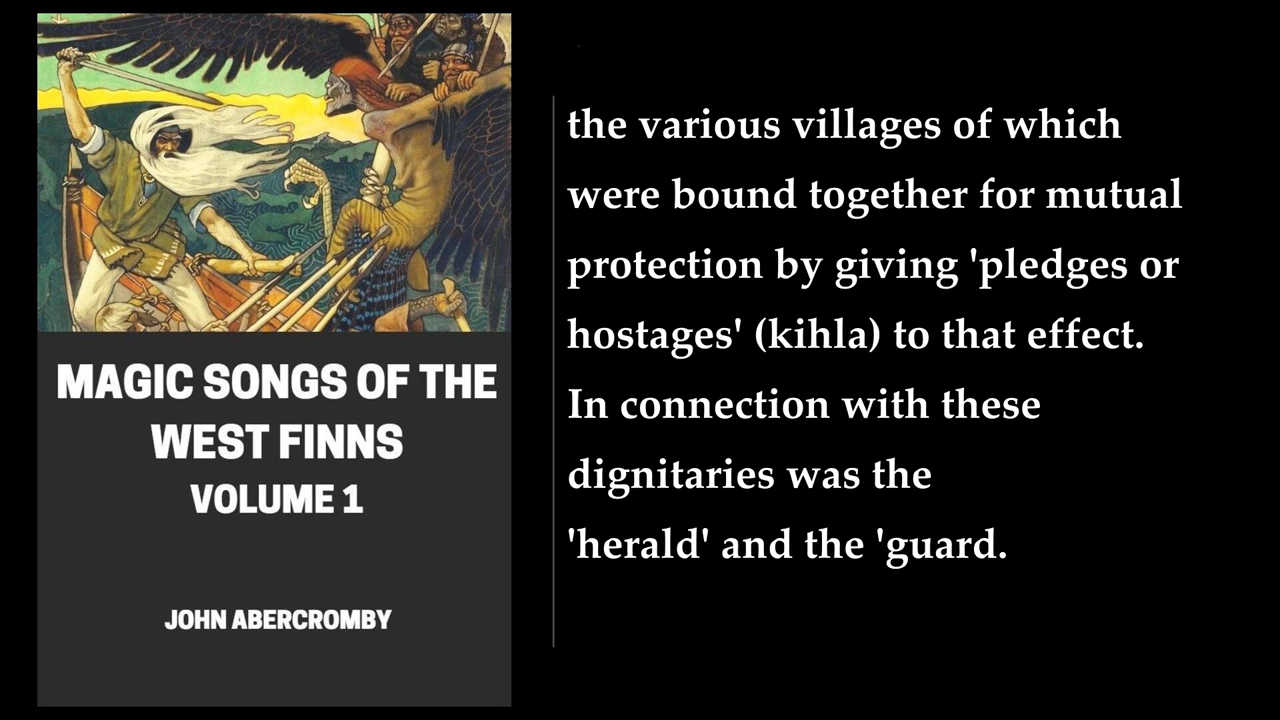 MAGIC SONGS OF THE
WEST FINNS
VOLUME 1
JOHN ABERCROMBY
the various villages of which
were bound together for mutual
protection by giving 'pledges or
hostages' (kihla) to that effect.
In connection with these
dignitaries was the
'herald' and the 'guard.